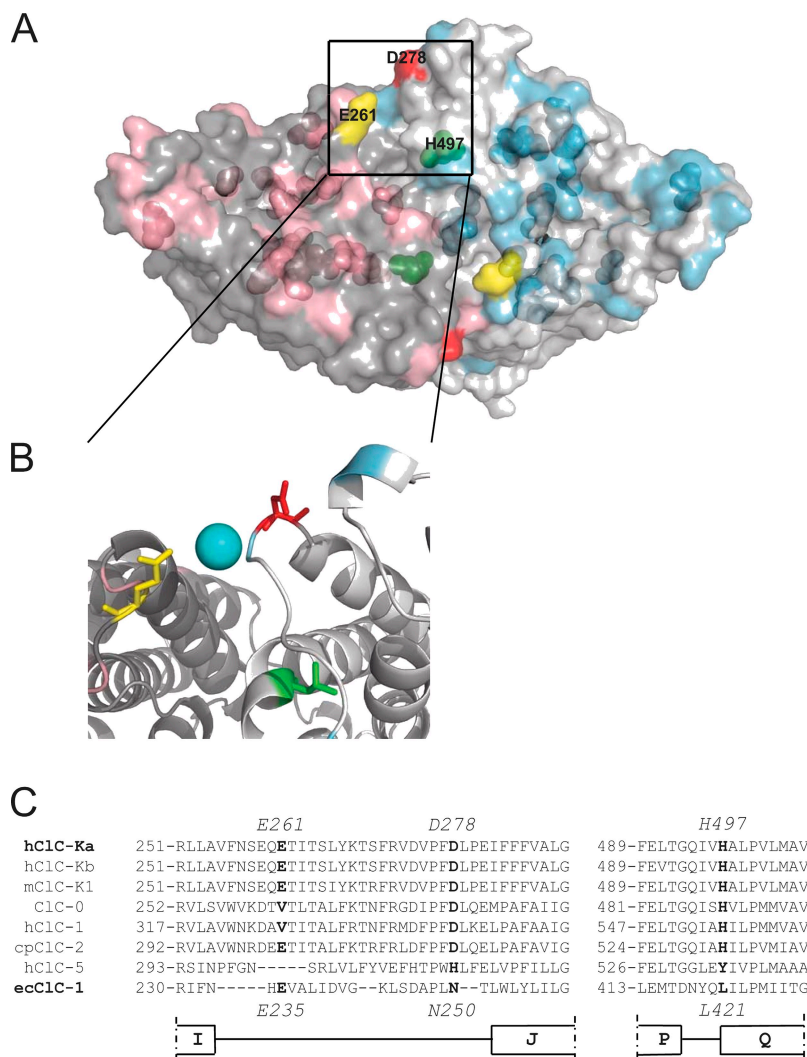 A
D278
E261
H497
B
C
E261 D278 H497
hClC-Ka 251-RLLAVFNSEQETITSLYKTSFRVDVPFDLPEIFFFVALG 489-FELTGQIVHALPVLMAV
hClC-Kb 251-RLLAVFNSEQETITSLYKTSFRVDVPFDLPEIFFFVALG 489-FEVTGQIVHALPVLMAV
mClC-K1 251-RLLAVFNSEQETITSIYKTRFRVDVPFDLPEIFFFVALG 489-FELTGQIVHALPVLMAV
ClC-0 252-RVLSVWVKDTVTLTALFKTNFRGDIPFDLQEMPAFAIIG 481-FELTGQISHVLPMMVAV
hClC-1 317-RVLAVWNKDAVTITALFRTNFRMDFPFDLKELPAFAAIG 547-FELTGQIAHILPMMVAV
cpClC-2 292-RVLAVWNRDEETITALFKTRFRLDFPFDLQELPAFAVIG 524-FELTGQIAHILPVMIAV
hClC-5 293-RSINPFGN-----SRLVLFYVEFHTPWHLFELVPFILLG 526-FELTGGLEYIVPLMAAA
ecClC-1 230-RIFN-----HEVALIDVG--KLSDAPLN--TLWLYLILG 413-LEMTDNYQLILPMIITG
E235 N250 L421
I J P Q